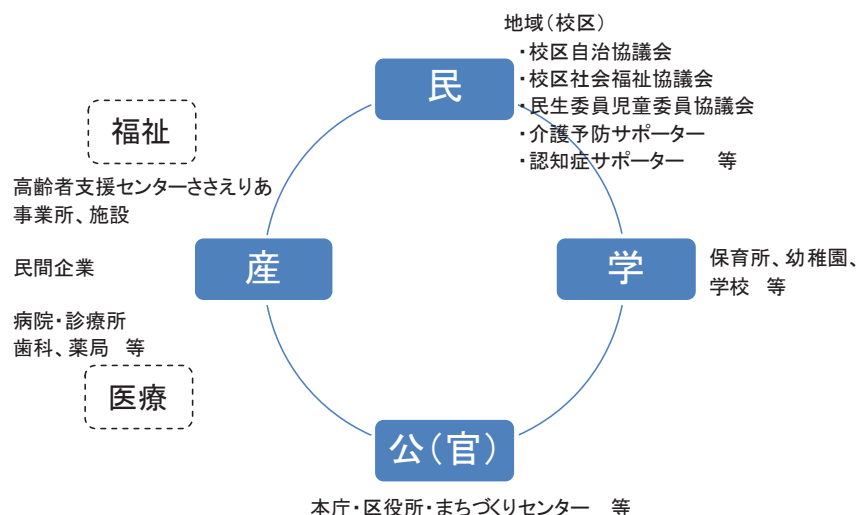 地域（校区）
・校区自治協議会
・校区社会福祉協議会
・民生委員児童委員協議会
・介護予防サポーター
・認知症サポーター　等
民
福祉
高齢者支援センターささえりあ
事業所、施設
民間企業
病院・診療所
歯科、薬局　等
医療
産
学
保育所、幼稚園、
学校　等
公（官）
本庁・区役所・まちづくりセンター　等